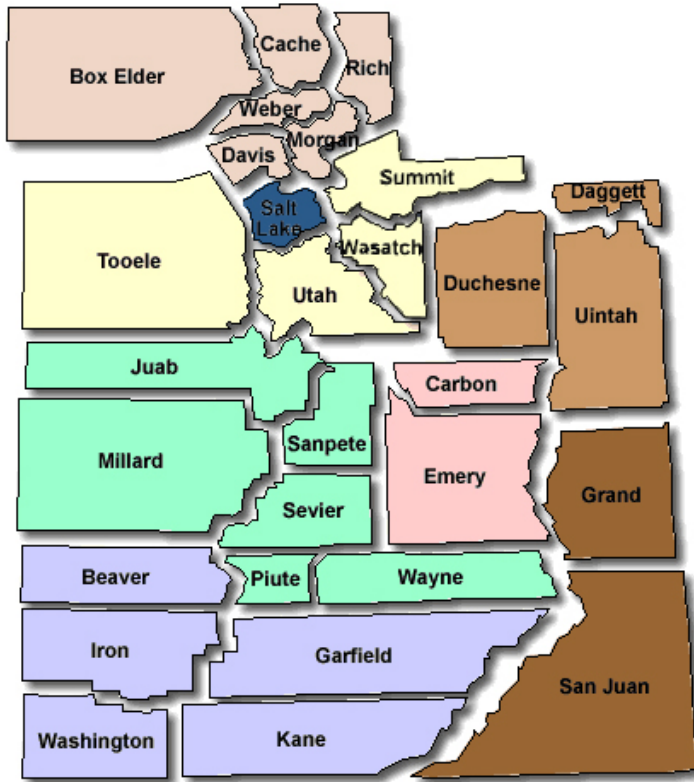 Cache
Rich
Box Elder
Weber
Morgan
Davis
Summit
Daggett
Salt
Lake
Wasatch
Tooele
Duchesne
Utah
Uintah
Juab
Carbon
Sanpete
Millard
Emery
Grand
Sevier
Beaver
Piute
Wayne
Iron
Garfield
San Juan
Washington
Kane